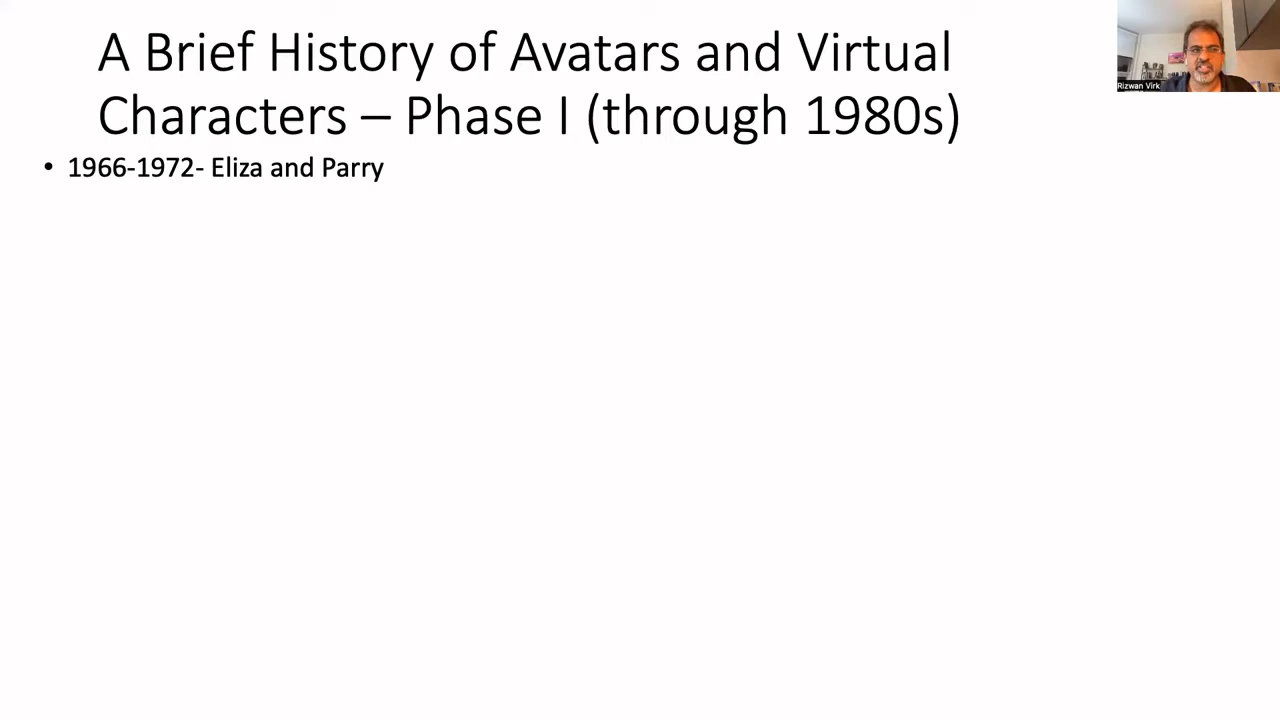 A Brief History of Avatars and Virtual
Characters – Phase I (through 1980s)
• 1966-1972- Eliza and Parry
Rizwan Virk